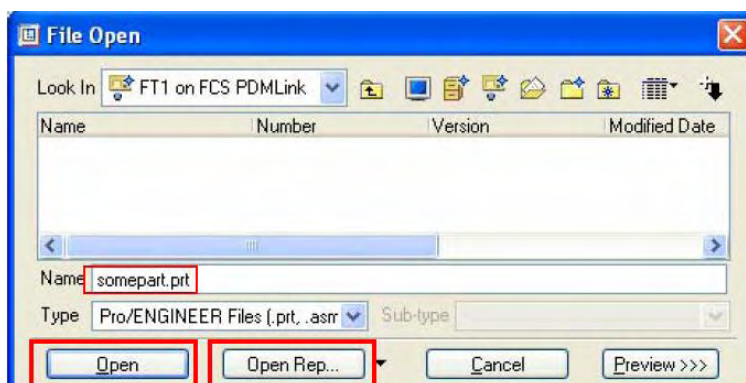 File Open
Look In FT1 on FCS PDMLink
Name Number Version Modified Date
Name somepart.prt
Type Pro/ENGINEER Files (.prt, .asm Sub-type
Open Open Rep... Cancel Preview >>>